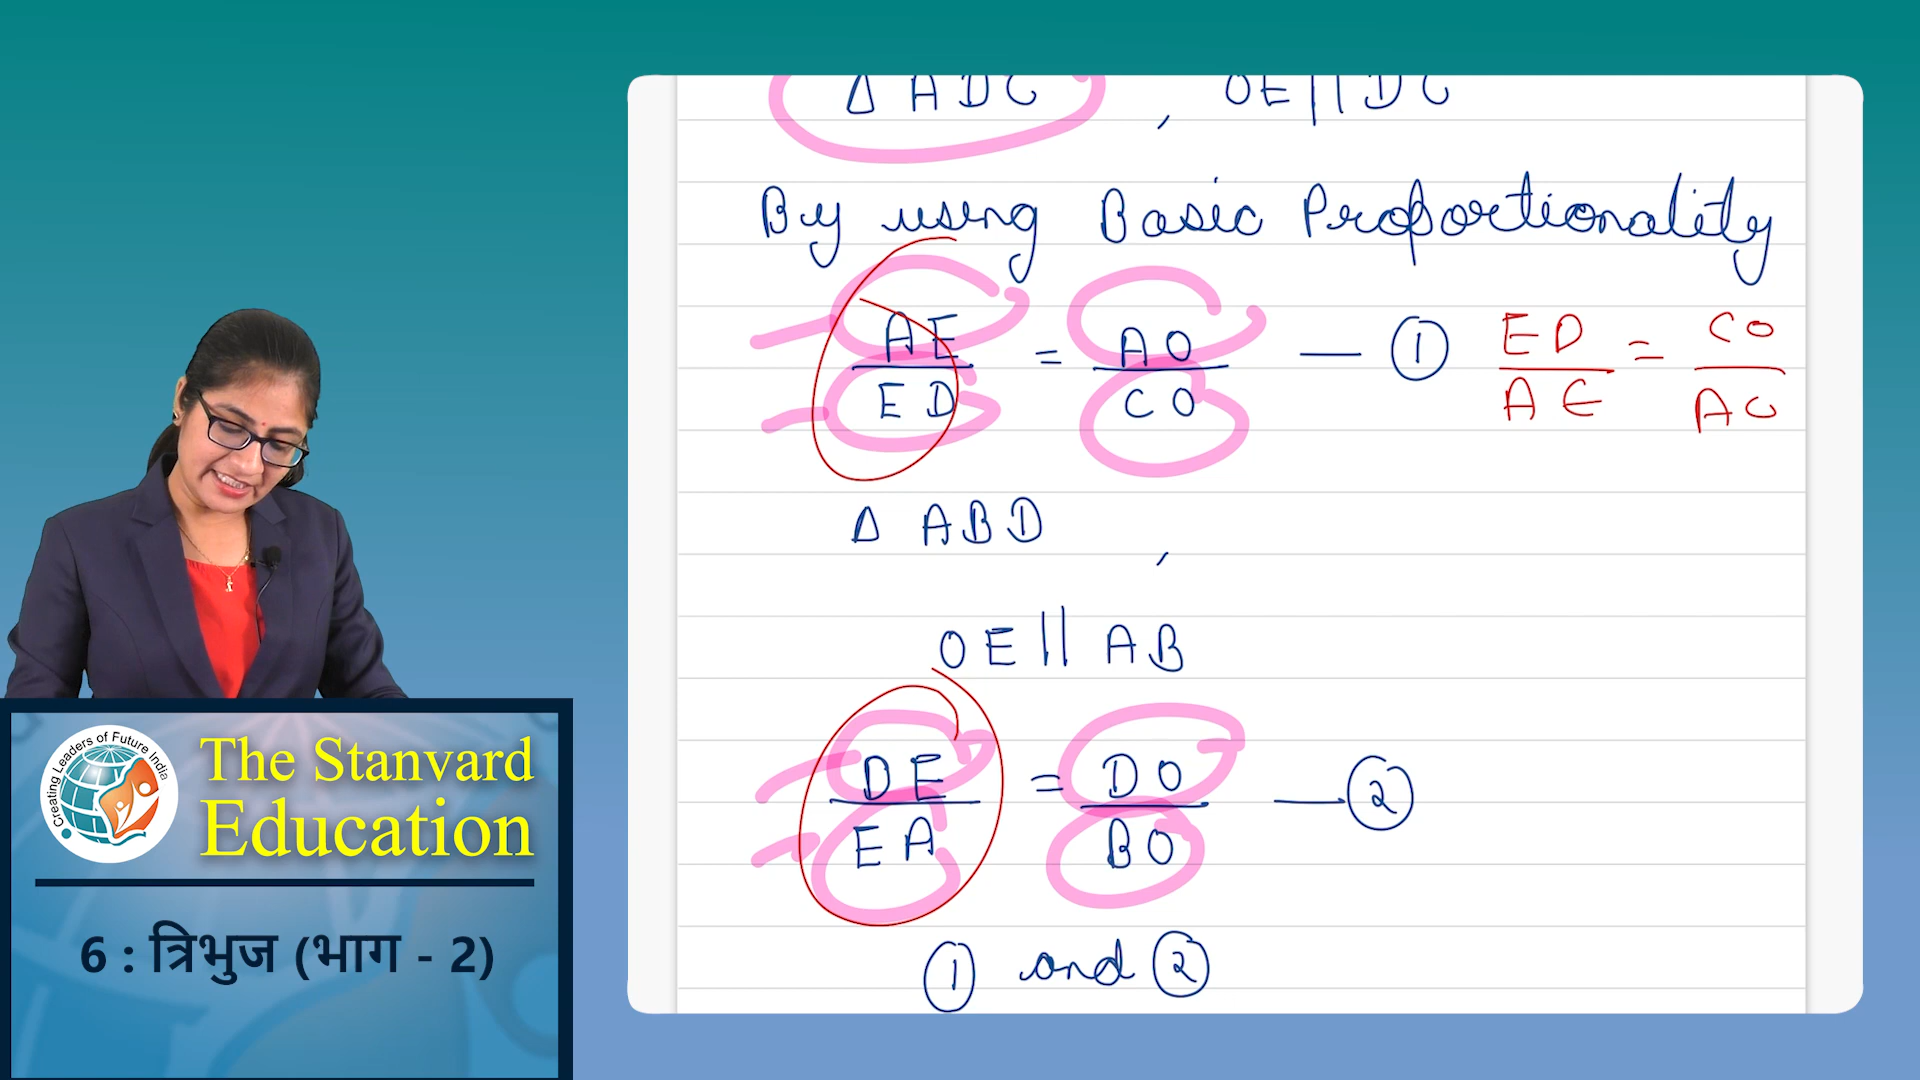 Δ ADC , OE || DC
By using Basic Proportionality
AE/ED = AO/CO — ① ED/AE = CO/AO
Δ ABD ,
OE || AB
DE/EA = DO/BO — ②
① and ②
Creating Leaders of Future India
The Stanvard
Education
6 : त्रिभुज (भाग - 2)